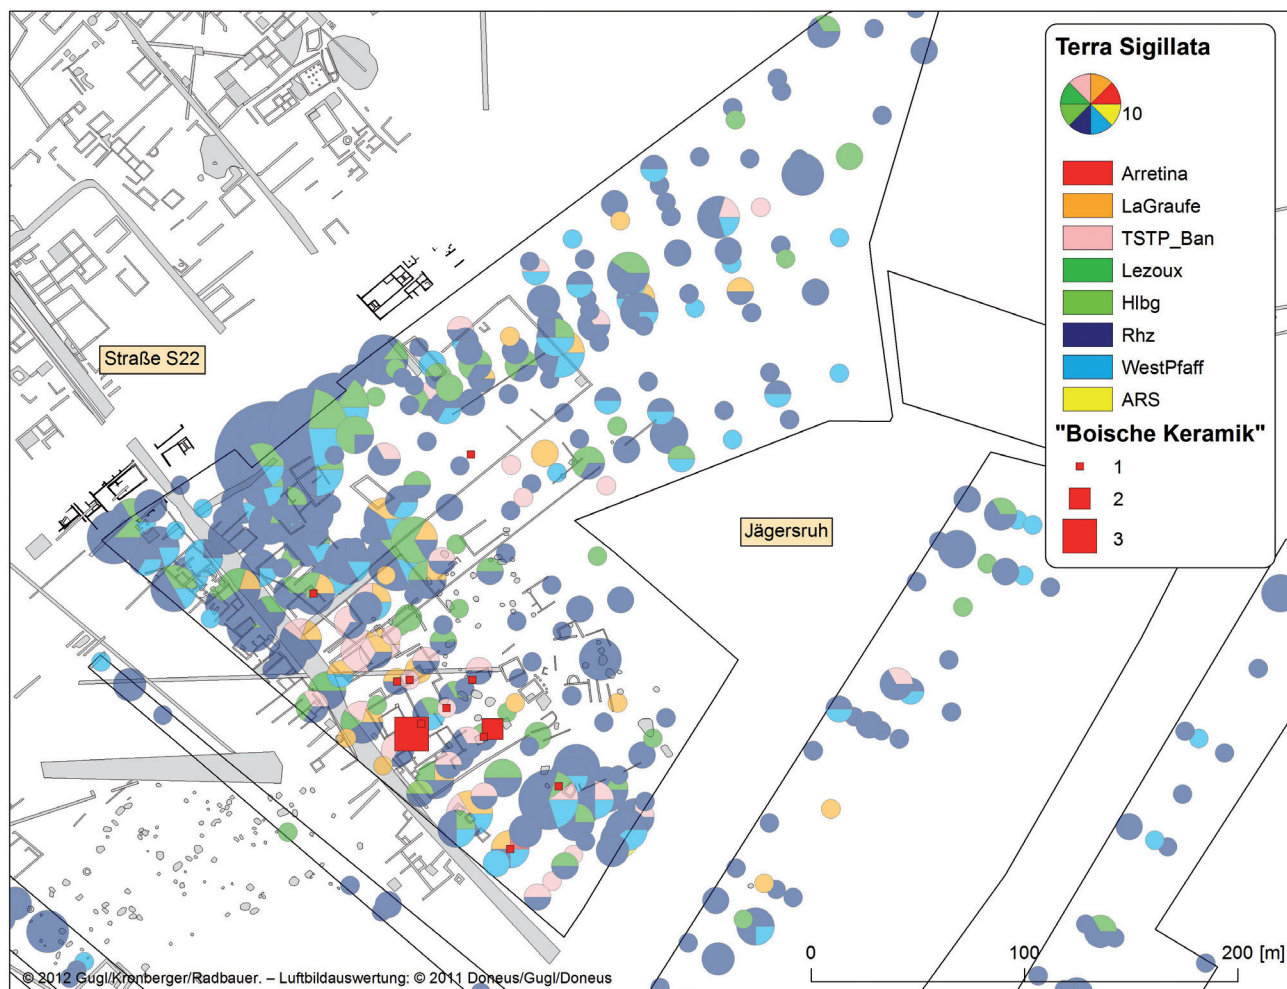 Terra Sigillata
10
Arretina
LaGraufe
TSTP_Ban
Lezoux
Hlbg
Rhz
WestPfaff
ARS
"Boische Keramik"
1
2
3
Straße S22
Jägersruh
0 100 200 [m]
© 2012 Gugl/Kronberger/Radbauer. – Luftbildauswertung: © 2011 Doneus/Gugl/Doneus